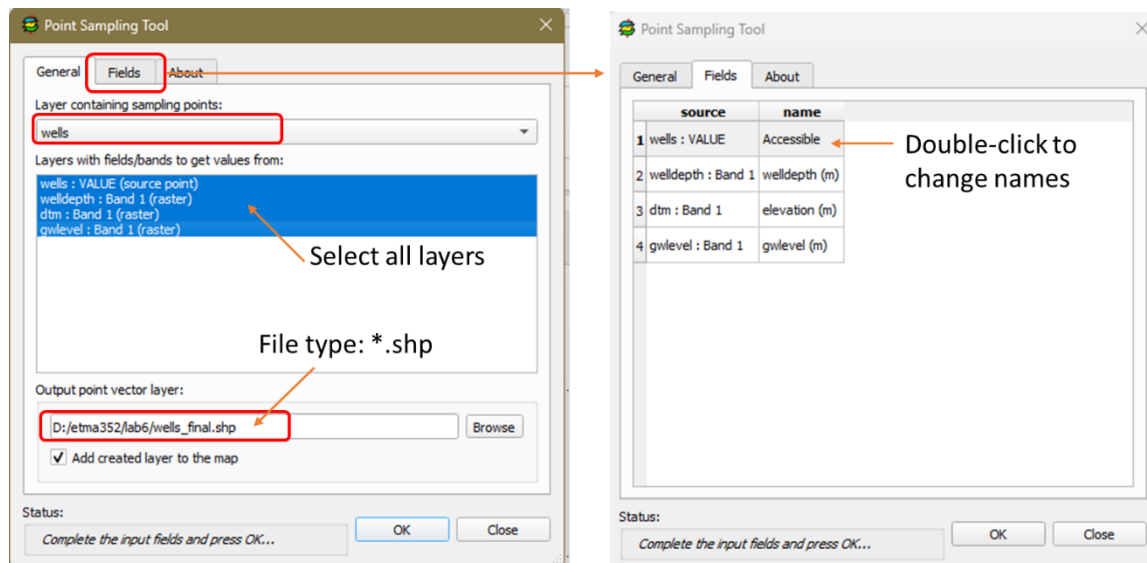 Point Sampling Tool
General Fields About
Layer containing sampling points:
wells
Layers with fields/bands to get values from:
wells : VALUE (source point)
welldepth : Band 1 (raster)
dtm : Band 1 (raster)
gwlevel : Band 1 (raster)
Select all layers
File type: *.shp
Output point vector layer:
D:/etma352/lab6/wells_final.shp
Browse
Add created layer to the map
Status:
Complete the input fields and press OK...
OK
Close
Point Sampling Tool
General Fields About
source name
1 wells : VALUE Accessible
2 welldepth : Band 1 welldepth (m)
3 dtm : Band 1 elevation (m)
4 gwlevel : Band 1 gwlevel (m)
Double-click to
change names
Status:
Complete the input fields and press OK...
OK
Close